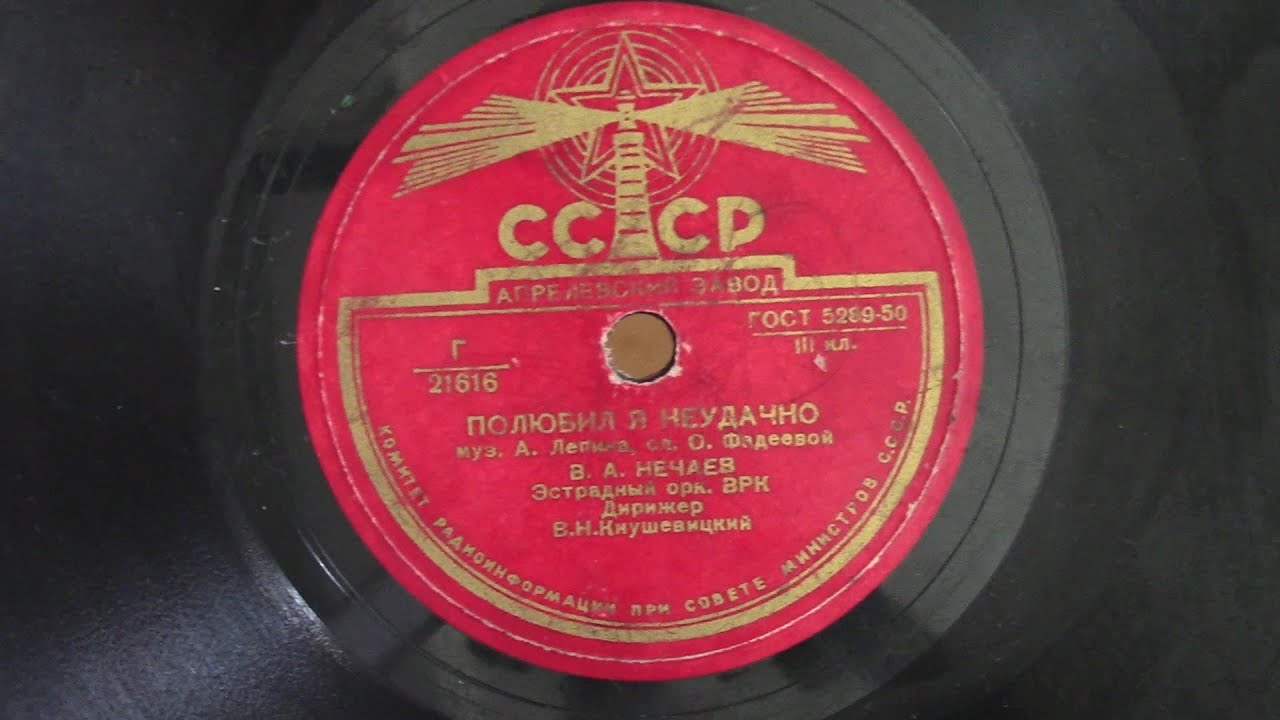 СССР
АПРЕЛЕВСКИЙ ЗАВОД
ГОСТ 5289-50
III кл.
Г
21616
ПОЛЮБИЛ Я НЕУДАЧНО
муз. А. Лепина, сл. О. Фадеевой
В. А. НЕЧАЕВ
Эстрадный орк. ВРК
Дирижер
В.Н.Кнушевицкий
КОМИТЕТ РАДИОИНФОРМАЦИИ ПРИ СОВЕТЕ МИНИСТРОВ С.С.С.Р.